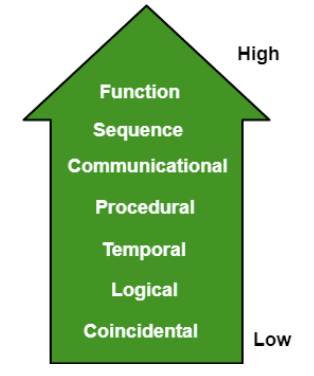 High
Function
Sequence
Communicational
Procedural
Temporal
Logical
Coincidental
Low